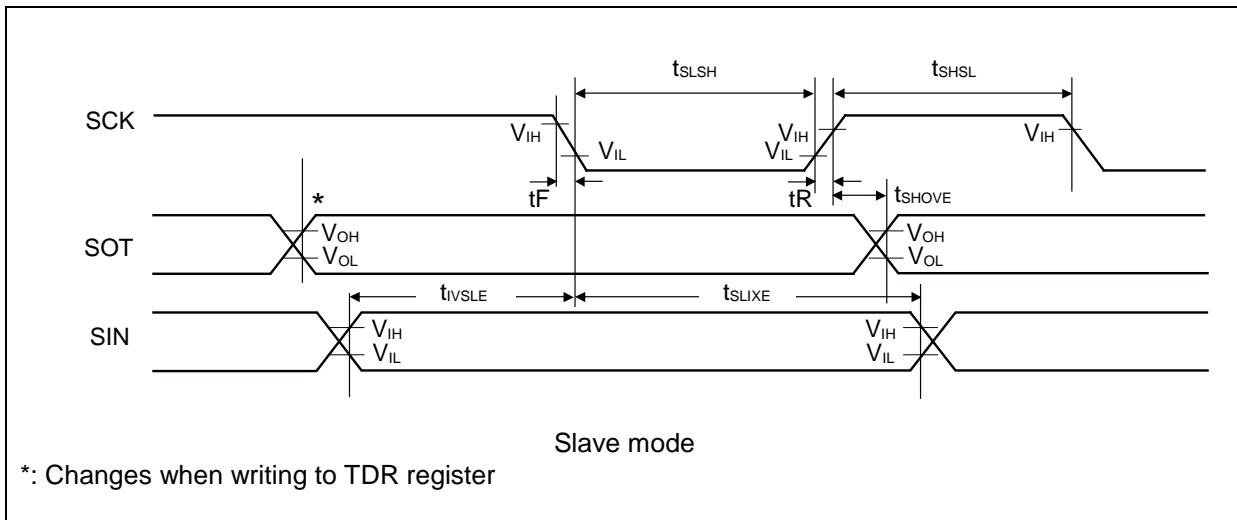 tSLSH tSHSL
SCK
VIH VIL VIH VIL VIH
tF tR tSHOVE
*
SOT
VOH VOH
VOL VOL
tIVSLE tSLIXE
SIN
VIH VIH
VIL VIL
Slave mode
*: Changes when writing to TDR register